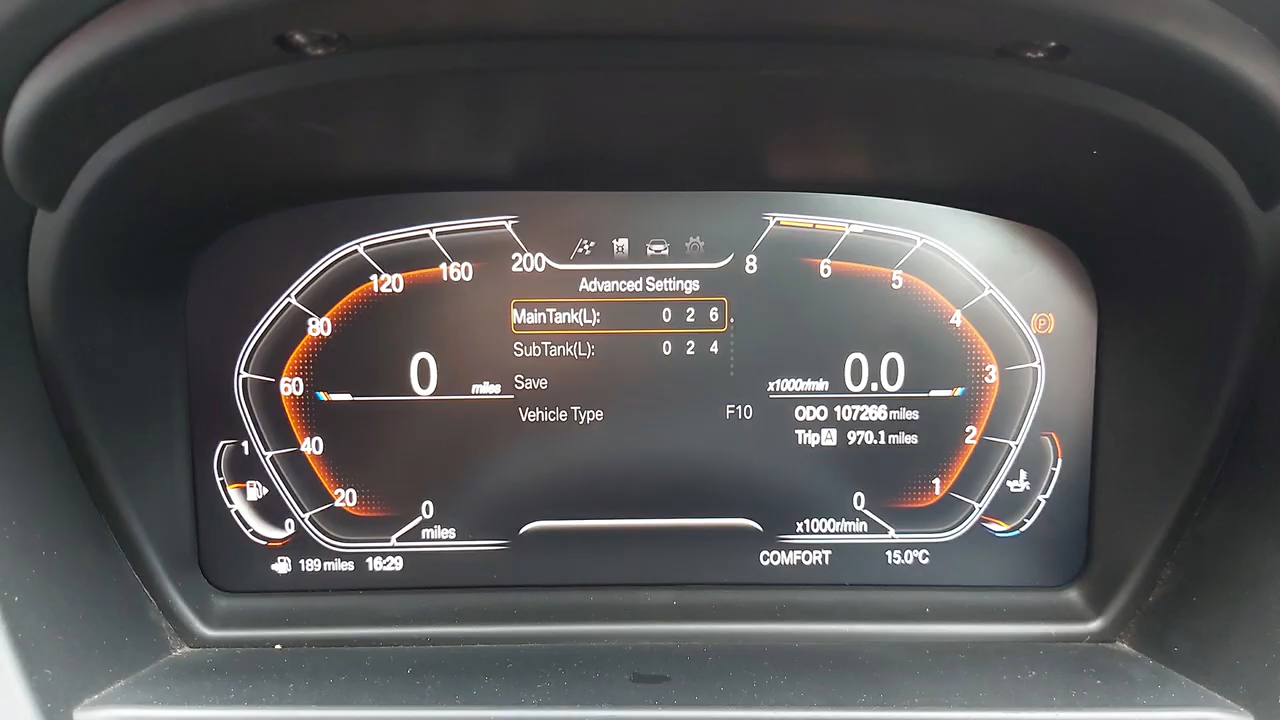 200
160
120
80
60
40
20
0
miles
0 miles
1
0
189 miles 16:29
Advanced Settings
MainTank(L): 0 2 6
SubTank(L): 0 2 4
Save
Vehicle Type F10
8
6
5
4
3
2
1
0
x1000r/min
(P)
x1000r/min 0.0
ODO 107266 miles
Trip A 970.1 miles
COMFORT 15.0°C